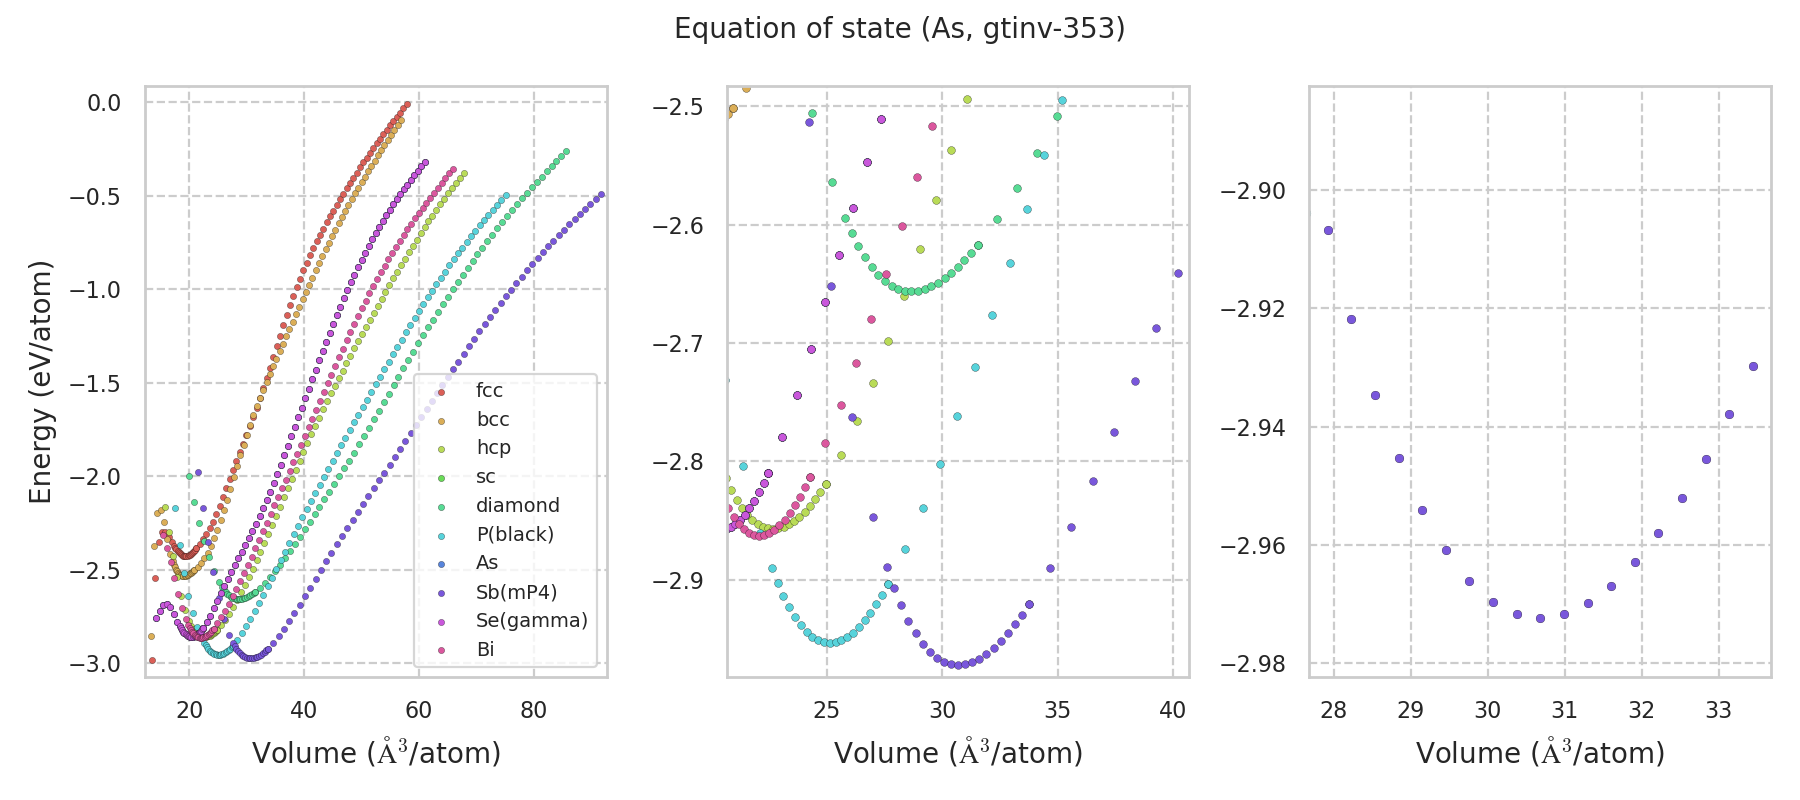 Equation of state (As, gtinv-353)
Energy (eV/atom)
0.0
−0.5
−1.0
−1.5
−2.0
−2.5
−3.0
20
40
60
80
Volume (Å³/atom)
fcc
bcc
hcp
sc
diamond
P(black)
As
Sb(mP4)
Se(gamma)
Bi
−2.5
−2.6
−2.7
−2.8
−2.9
25
30
35
40
Volume (Å³/atom)
−2.90
−2.92
−2.94
−2.96
−2.98
28
29
30
31
32
33
Volume (Å³/atom)